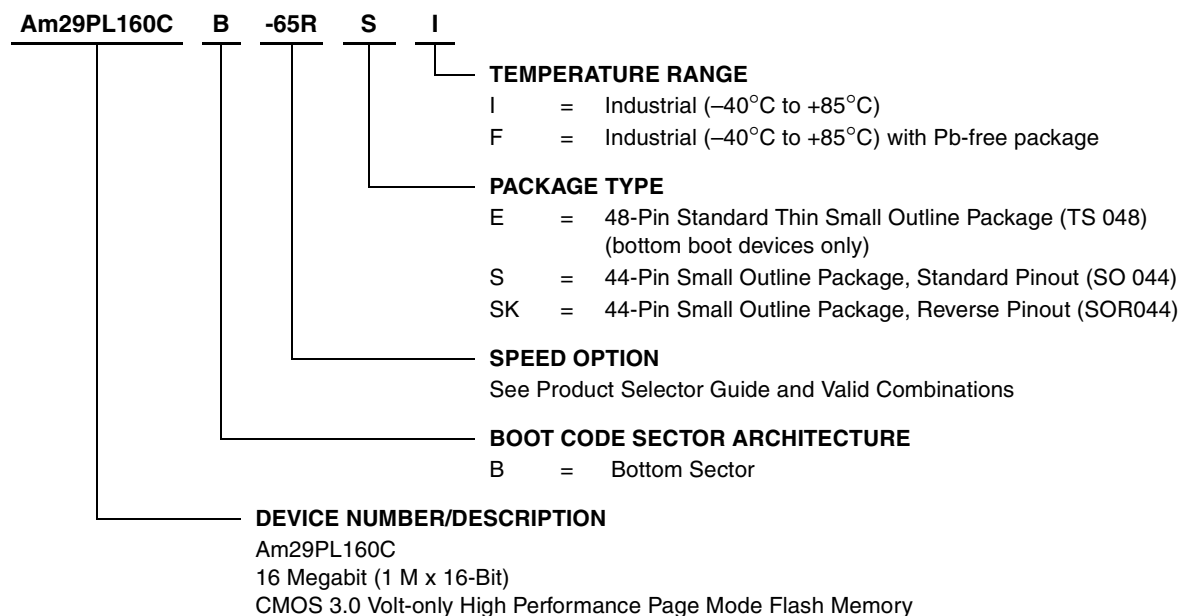 Am29PL160C B -65R S I
TEMPERATURE RANGE
I = Industrial (–40°C to +85°C)
F = Industrial (–40°C to +85°C) with Pb-free package
PACKAGE TYPE
E = 48-Pin Standard Thin Small Outline Package (TS 048)
(bottom boot devices only)
S = 44-Pin Small Outline Package, Standard Pinout (SO 044)
SK = 44-Pin Small Outline Package, Reverse Pinout (SOR044)
SPEED OPTION
See Product Selector Guide and Valid Combinations
BOOT CODE SECTOR ARCHITECTURE
B = Bottom Sector
DEVICE NUMBER/DESCRIPTION
Am29PL160C
16 Megabit (1 M x 16-Bit)
CMOS 3.0 Volt-only High Performance Page Mode Flash Memory